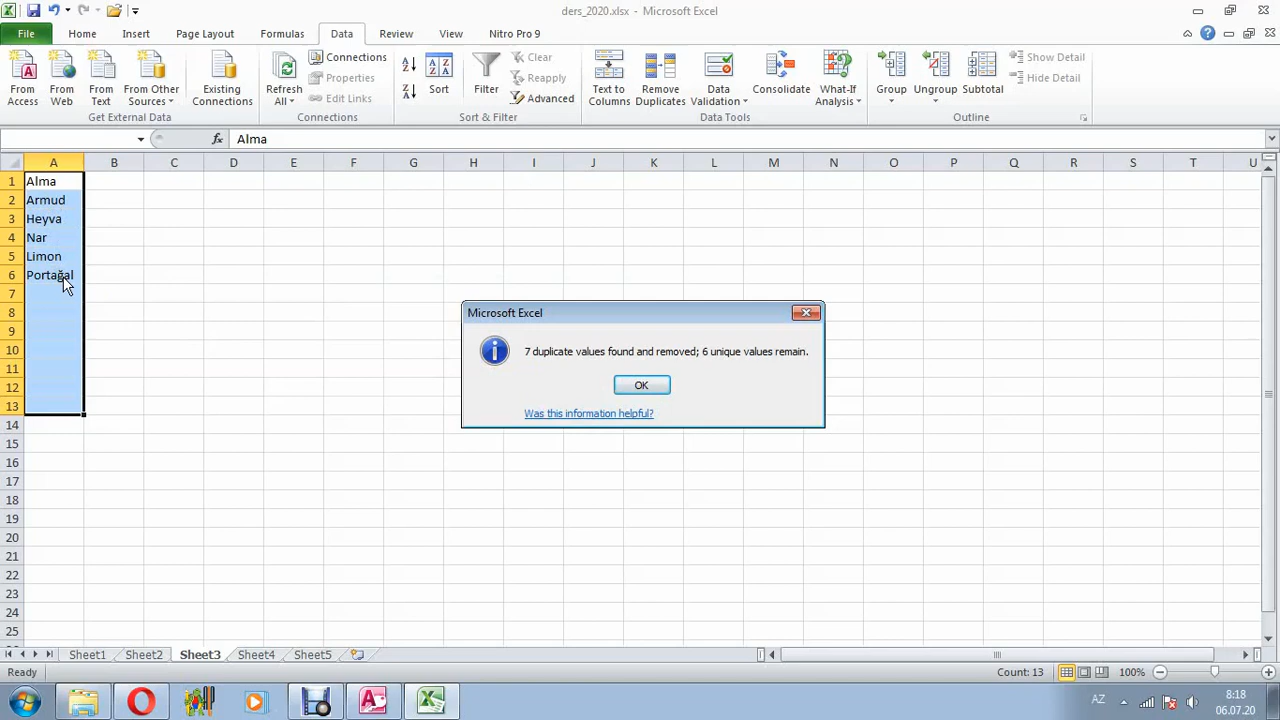 ders_2020.xlsx - Microsoft Excel
File Home Insert Page Layout Formulas Data Review View Nitro Pro 9
From Access
From Web
From Text
From Other Sources
Existing Connections
Get External Data
Refresh All
Connections
Properties
Edit Links
Connections
Sort
Filter
Clear
Reapply
Advanced
Sort & Filter
Text to Columns
Remove Duplicates
Data Validation
Consolidate
What-If Analysis
Data Tools
Group
Ungroup
Subtotal
Show Detail
Hide Detail
Outline
fx Alma
A B C D E F G H I J K L M N O P Q R S T U
1 Alma
2 Armud
3 Heyva
4 Nar
5 Limon
6 Portağal
7
8
9
10
11
12
13
14
15
16
17
18
19
20
21
22
23
24
25
Microsoft Excel
7 duplicate values found and removed; 6 unique values remain.
OK
Was this information helpful?
Sheet1 Sheet2 Sheet3 Sheet4 Sheet5
Ready Count: 13 100%
AZ 8:18
06.07.20